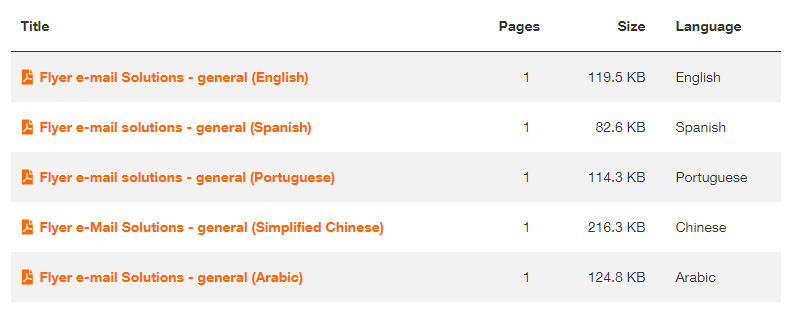 Title Pages Size Language
Flyer e-mail Solutions - general (English) 1 119.5 KB English
Flyer e-mail solutions - general (Spanish) 1 82.6 KB Spanish
Flyer e-mail solutions - general (Portuguese) 1 114.3 KB Portuguese
Flyer e-Mail Solutions - general (Simplified Chinese) 1 216.3 KB Chinese
Flyer e-mail Solutions - general (Arabic) 1 124.8 KB Arabic